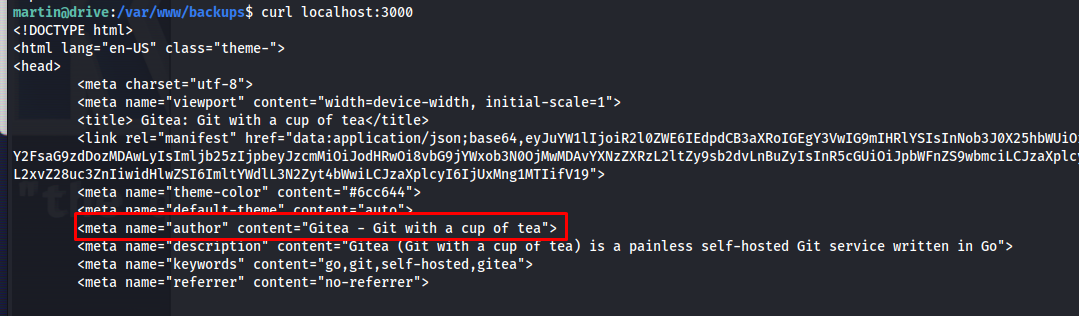 martin@drive:/var/www/backups$ curl localhost:3000
<!DOCTYPE html>
<html lang="en-US" class="theme-">
<head>
<meta charset="utf-8">
<meta name="viewport" content="width=device-width, initial-scale=1">
<title> Gitea: Git with a cup of tea</title>
<link rel="manifest" href="data:application/json;base64,eyJuYW1lIjoiR2l0ZWE6IEdpdCB3aXRoIGEgY3VwIG9mIHRlYSIsInNob3J0X25hbWUiOi
Y2FsaG9zdDozMDAwLyIsImljb25zIjpbeyJzcmMiOiJodHRwOi8vbG9jYWxob3N0OjMwMDAvYXNzZXRzL2ltZy9sb2dvLnBuZyIsInR5cGUiOiJpbWFnZS9wbmciLCJzaXplcy
L2xvZ28uc3ZnIiwidHlwZSI6ImltYWdlL3N2Zyt4bWwiLCJzaXplcyI6IjUxMng1MTIifV19">
<meta name="theme-color" content="#6cc644">
<meta name="default-theme" content="auto">
<meta name="author" content="Gitea - Git with a cup of tea">
<meta name="description" content="Gitea (Git with a cup of tea) is a painless self-hosted Git service written in Go">
<meta name="keywords" content="go,git,self-hosted,gitea">
<meta name="referrer" content="no-referrer">